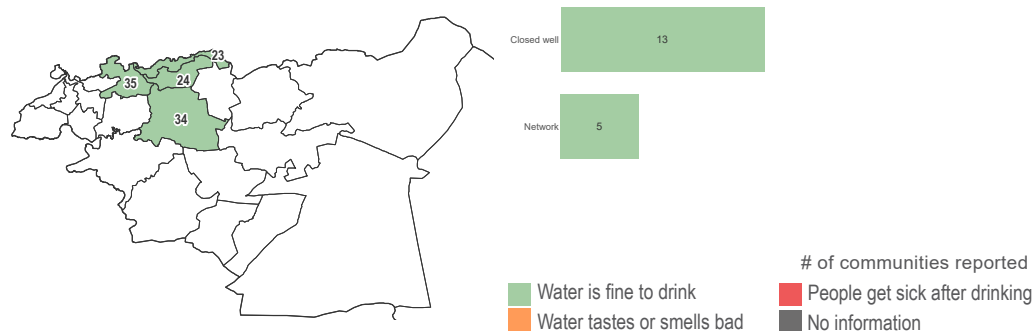 23
35
24
34
Closed well
13
Network
5
# of communities reported
Water is fine to drink
People get sick after drinking
Water tastes or smells bad
No information